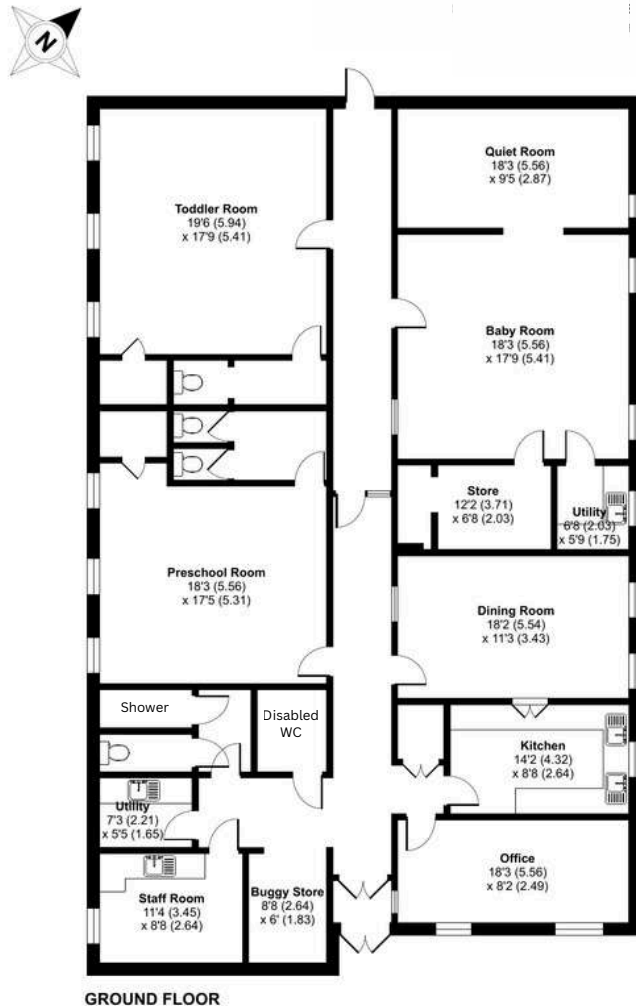 N
Quiet Room
18'3 (5.56)
x 9'5 (2.87)
Toddler Room
19'6 (5.94)
x 17'9 (5.41)
Baby Room
18'3 (5.56)
x 17'9 (5.41)
Store
12'2 (3.71)
x 6'8 (2.03)
Utility
6'8 (2.03)
x 5'9 (1.75)
Preschool Room
18'3 (5.56)
x 17'5 (5.31)
Dining Room
18'2 (5.54)
x 11'3 (3.43)
Shower
Disabled
WC
Kitchen
14'2 (4.32)
x 8'8 (2.64)
Utility
7'3 (2.21)
x 5'5 (1.65)
Office
18'3 (5.56)
x 8'2 (2.49)
Staff Room
11'4 (3.45)
x 8'8 (2.64)
Buggy Store
8'8 (2.64)
x 6' (1.83)
GROUND FLOOR